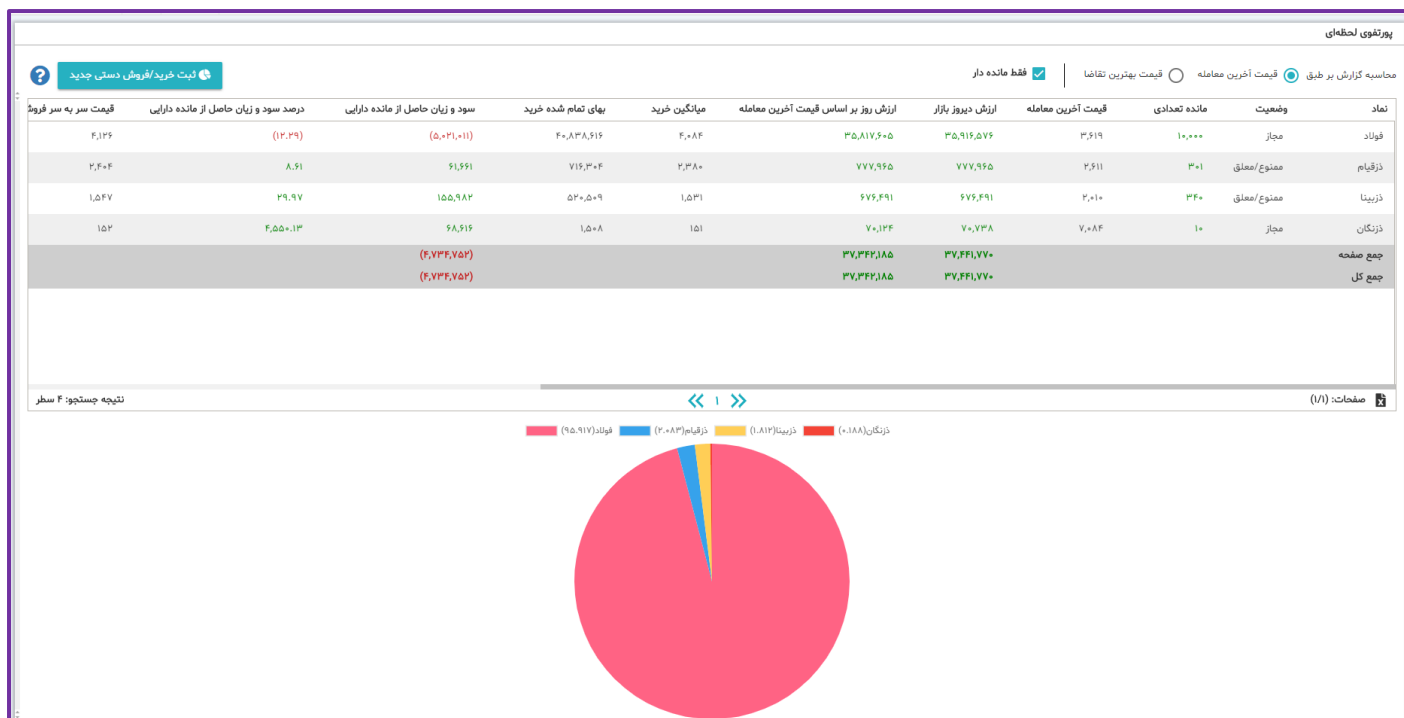 پورتفوی لحظه‌ای
محاسبه گزارش بر طبق قیمت آخرین معامله قیمت بهترین تقاضا فقط مانده دار ثبت خرید/فروش دستی جدید ?
نماد وضعیت مانده تعدادی قیمت آخرین معامله ارزش دیروز بازار ارزش روز بر اساس قیمت آخرین معامله میانگین خرید بهای تمام شده خرید سود و زیان حاصل از مانده دارایی درصد سود و زیان حاصل از مانده دارایی قیمت سر به سر فروش
فولاد مجاز ۱۰,۰۰۰ ۳,۶۱۹ ۳۵,۹۱۶,۵۷۶ ۳۵,۸۱۷,۶۰۵ ۴,۰۸۴ ۴۰,۸۳۸,۶۱۶ (۵,۰۲۱,۰۱۱) (۱۲.۲۹) ۴,۱۲۶
ذزقیام ممنوع/معلق ۳۰۱ ۲,۶۱۱ ۷۷۷,۹۶۵ ۷۷۷,۹۶۵ ۲,۳۸۰ ۷۱۶,۳۰۴ ۶۱,۶۶۱ ۸.۶۱ ۲,۴۰۴
ذزبینا ممنوع/معلق ۳۴۰ ۲,۰۱۰ ۶۷۶,۴۹۱ ۶۷۶,۴۹۱ ۱,۵۳۱ ۵۲۰,۵۰۹ ۱۵۵,۹۸۲ ۲۹.۹۷ ۱,۵۴۷
ذزنگان مجاز ۱۰ ۷,۰۸۴ ۷۰,۷۳۸ ۷۰,۱۲۴ ۱۵۱ ۱,۵۰۸ ۶۸,۶۱۶ ۴,۵۵۰.۱۳ ۱۵۲
جمع صفحه ۳۷,۴۴۱,۷۷۰ ۳۷,۳۴۲,۱۸۵ (۴,۷۳۴,۷۵۲)
جمع کل ۳۷,۴۴۱,۷۷۰ ۳۷,۳۴۲,۱۸۵ (۴,۷۳۴,۷۵۲)
صفحات: (۱/۱) ۱ نتیجه جستجو: ۴ سطر
ذزنگان(۰.۱۸۸) ذزبینا(۱.۸۱۲) ذزقیام(۲.۰۸۳) فولاد(۹۵.۹۱۷)